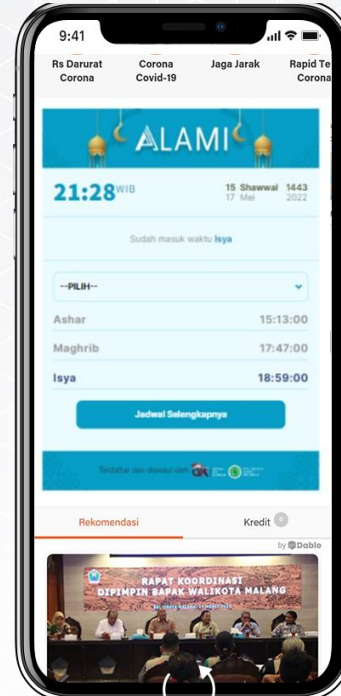 9:41
Rs Darurat Corona
Corona Covid-19
Jaga Jarak
Rapid Te
Corona
ALAMI
21:28 WIB
15 Shawwal 1443
17 Mei 2022
Sudah masuk waktu Isya
--PILIH--
Ashar 15:13:00
Maghrib 17:47:00
Isya 18:59:00
Jadwal Selengkapnya
Terdaftar dan diawasi oleh
Rekomendasi
Kredit
by Dable
RAPAT KOORDINASI
DIPIMPIN BAPAK WALIKOTA MALANG